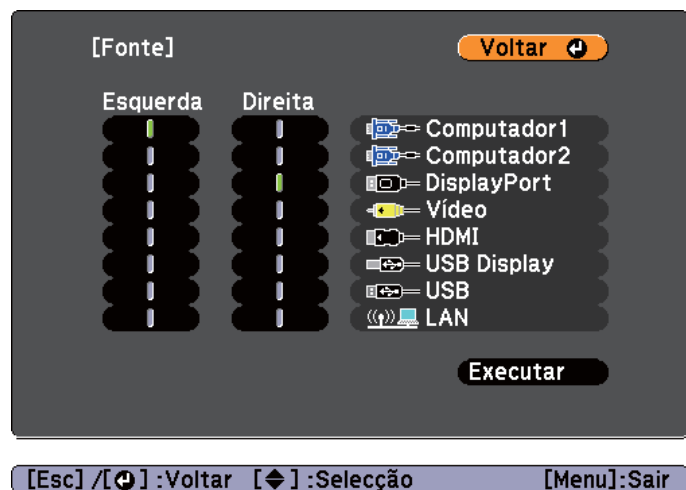 [Fonte] Voltar
Esquerda Direita
Computador1
Computador2
DisplayPort
Vídeo
HDMI
USB Display
USB
LAN
Executar
[Esc] /[ ] :Voltar [ ] :Selecção [Menu]:Sair